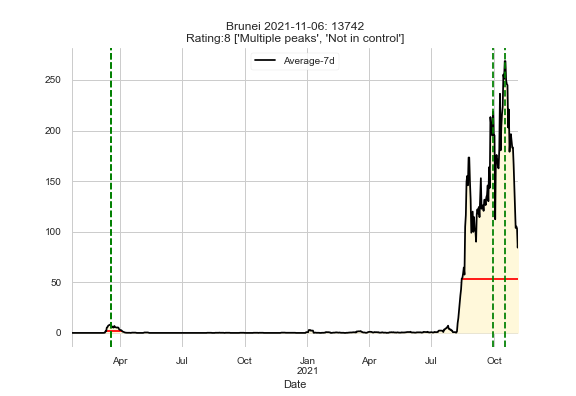 Brunei 2021-11-06: 13742
Rating:8 ['Multiple peaks', 'Not in control']
Average-7d
250
200
150
100
50
0
Apr Jul Oct Jan Apr Jul Oct
2021
Date